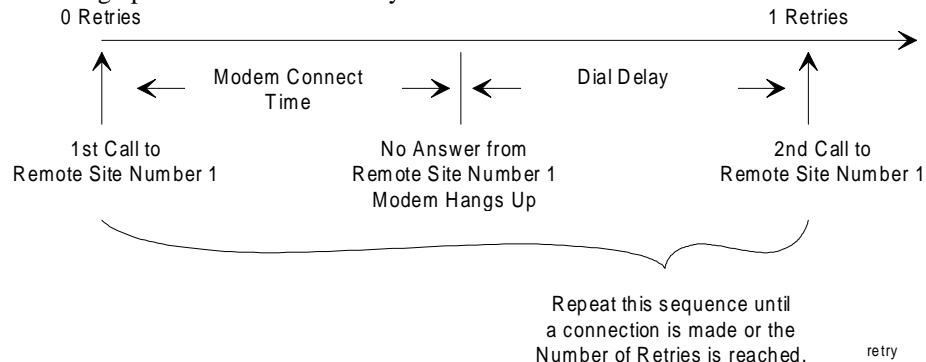 0 Retries
1 Retries
Modem Connect
Time
Dial Delay
1st Call to
Remote Site Number 1
No Answer from
Remote Site Number 1
Modem Hangs Up
2nd Call to
Remote Site Number 1
Repeat this sequence until
a connection is made or the
Number of Retries is reached.
retry